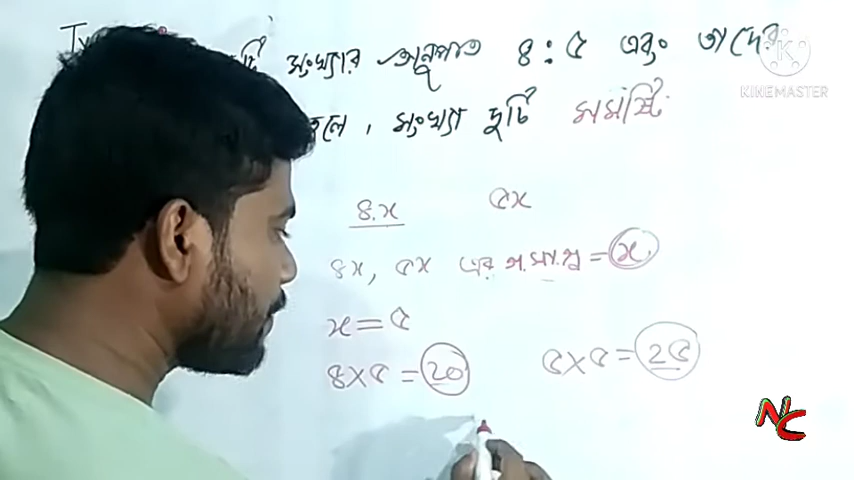 সংখ্যার অনুপাত ৪:৫ এবং তাদের
হলে, সংখ্যা দুটি সমষ্টি
৪x ৫x
৪x, ৫x এর গ.সা.গু = x
x = ৫
৪×৫ = ২০ ৫×৫ = ২৫
KINEMASTER
NC